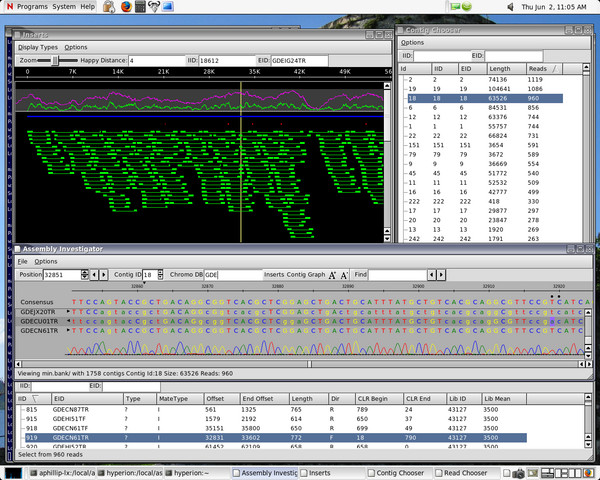 Programs System Help
Thu Jun 2, 11:05 AM
Inserts
Display Types Options
Zoom Happy Distance: 4 IID: 18612 EID: GDEIG24TR
0 7K 14K 21K 28K 35K 42K 49K 56
Contig Chooser
Options
IID: EID:
Id IID EID Length Reads
2 2 2 74136 1119
19 19 19 104641 1086
18 18 18 63526 960
6 6 6 85631 856
12 12 12 63376 744
1 1 1 55757 744
22 22 22 66824 731
151 151 151 3654 591
79 79 79 3672 589
9 9 9 36669 554
45 45 45 51772 540
11 11 11 52532 509
16 16 16 42777 499
222 222 222 418 330
17 17 17 29877 297
20 20 20 23847 278
13 13 13 1920 269
242 242 242 1791 263
Assembly Investigator
File Options
Position 32851 Contig ID 18 Chromo DB GDE Inserts Contig Graph A A Find
32860 32870 32880 32890 32900 32910 32920
Consensus
GDEJX20TR
GDECU01TR
GDECN61TR
Viewing min.bank/ with 1758 contigs Contig Id:18 Size: 63526 Reads: 960
IID: EID:
IID EID Type MateType Offset End Offset Length Dir CLR Begin CLR End Lib ID Lib Mean
815 GDECN87TR ? I 561 1325 765 R 789 24 43127 3500
935 GDEHI51TF ? I 1579 2192 614 R 650 37 43127 3500
918 GDECN61TF ? I 35151 35800 650 R 699 49 43127 3500
919 GDECN61TR ? I 32831 33602 772 F 18 790 43127 3500
920 GDEHI52TR ? I 61452 62109 658 R 658 0 43127 3500
Select from 960 reads
aphillip-lx:/local/a hyperion:/local/as hyperion:~ Assembly Investig Inserts Contig Chooser Read Chooser